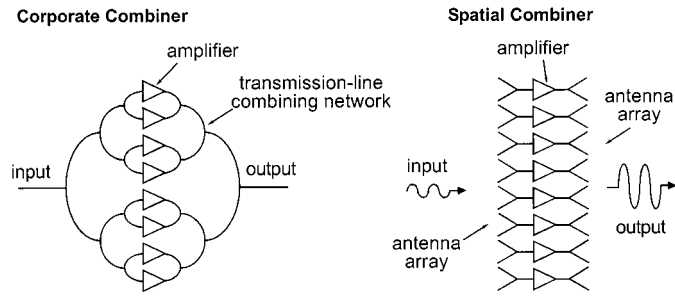 Corporate Combiner
amplifier
transmission-line
combining network
input
output
Spatial Combiner
amplifier
antenna
array
input
output
antenna
array